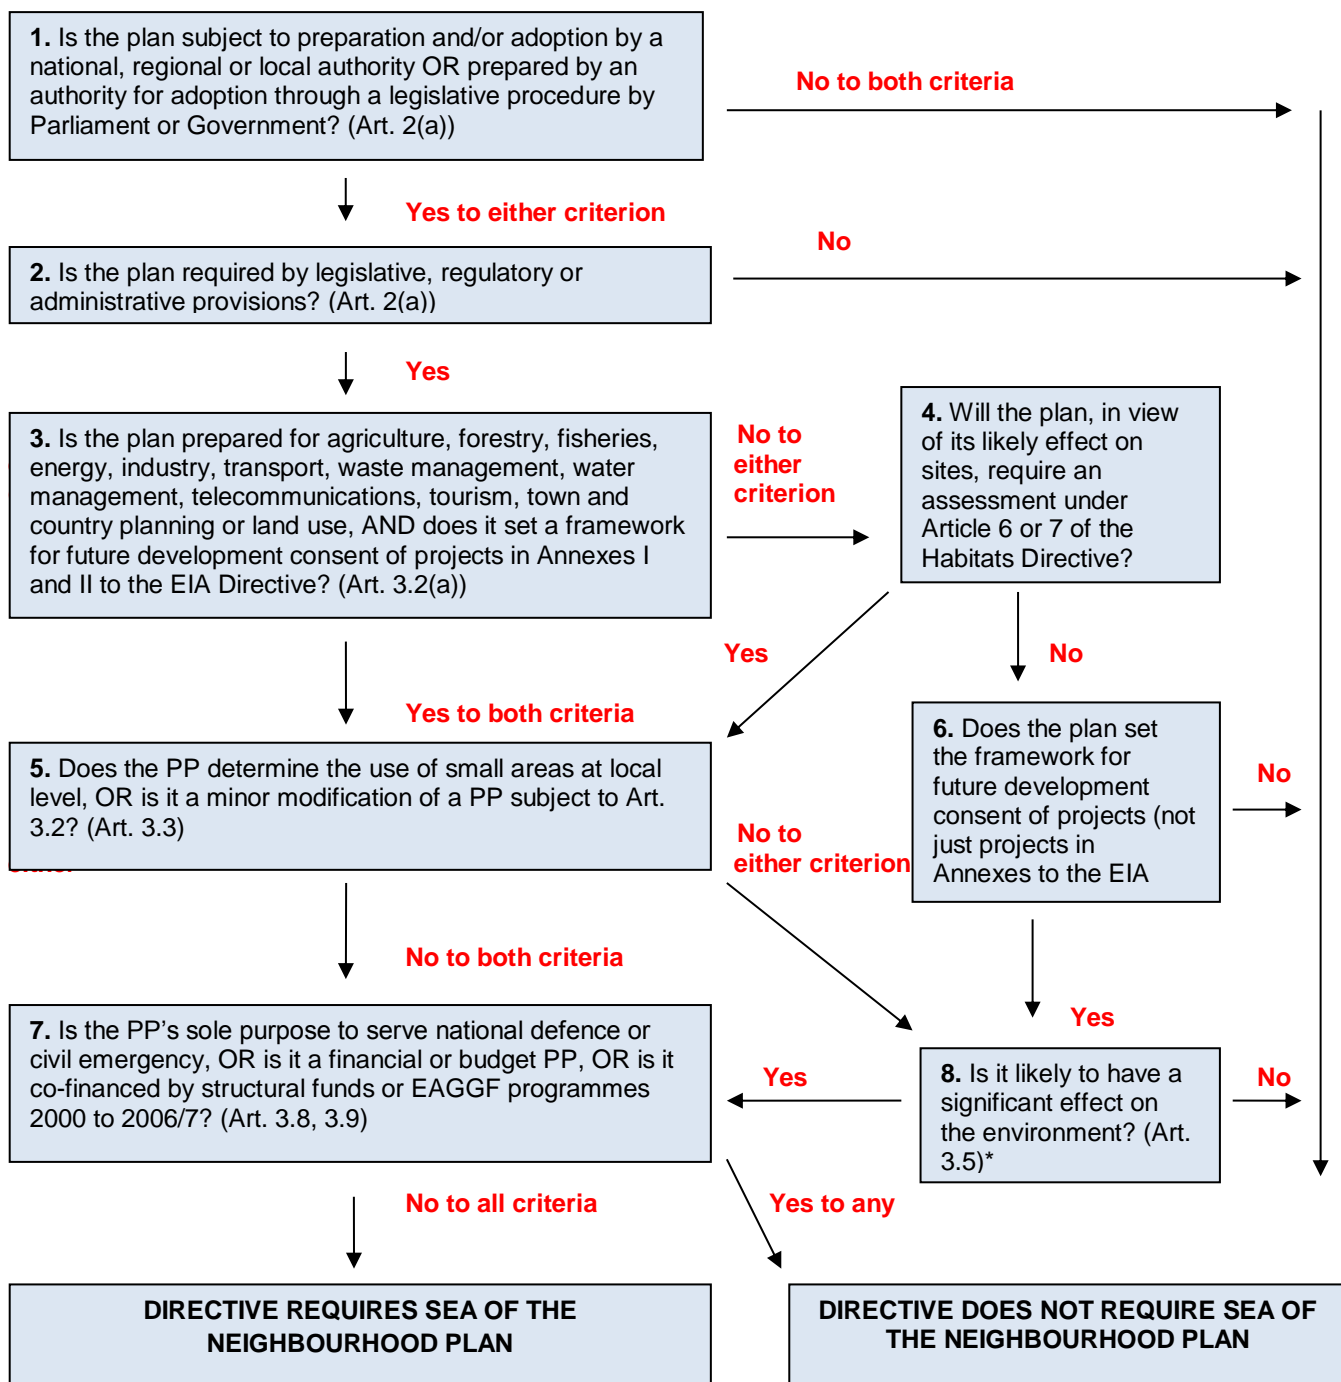 1. Is the plan subject to preparation and/or adoption by a
national, regional or local authority OR prepared by an
authority for adoption through a legislative procedure by
Parliament or Government? (Art. 2(a))
No to both criteria
Yes to either criterion
No
2. Is the plan required by legislative, regulatory or
administrative provisions? (Art. 2(a))
Yes
3. Is the plan prepared for agriculture, forestry, fisheries,
energy, industry, transport, waste management, water
management, telecommunications, tourism, town and
country planning or land use, AND does it set a framework
for future development consent of projects in Annexes I
and II to the EIA Directive? (Art. 3.2(a))
No to
either
criterion
4. Will the plan, in view
of its likely effect on
sites, require an
assessment under
Article 6 or 7 of the
Habitats Directive?
Yes
No
Yes to both criteria
5. Does the PP determine the use of small areas at local
level, OR is it a minor modification of a PP subject to Art.
3.2? (Art. 3.3)
6. Does the plan set
the framework for
future development
consent of projects (not
just projects in
Annexes to the EIA
No
No to
either criterion
No to both criteria
Yes
7. Is the PP's sole purpose to serve national defence or
civil emergency, OR is it a financial or budget PP, OR is it
co-financed by structural funds or EAGGF programmes
2000 to 2006/7? (Art. 3.8, 3.9)
Yes
8. Is it likely to have a
significant effect on
the environment? (Art.
3.5)*
No
No to all criteria
Yes to any
DIRECTIVE REQUIRES SEA OF THE
NEIGHBOURHOOD PLAN
DIRECTIVE DOES NOT REQUIRE SEA OF
THE NEIGHBOURHOOD PLAN